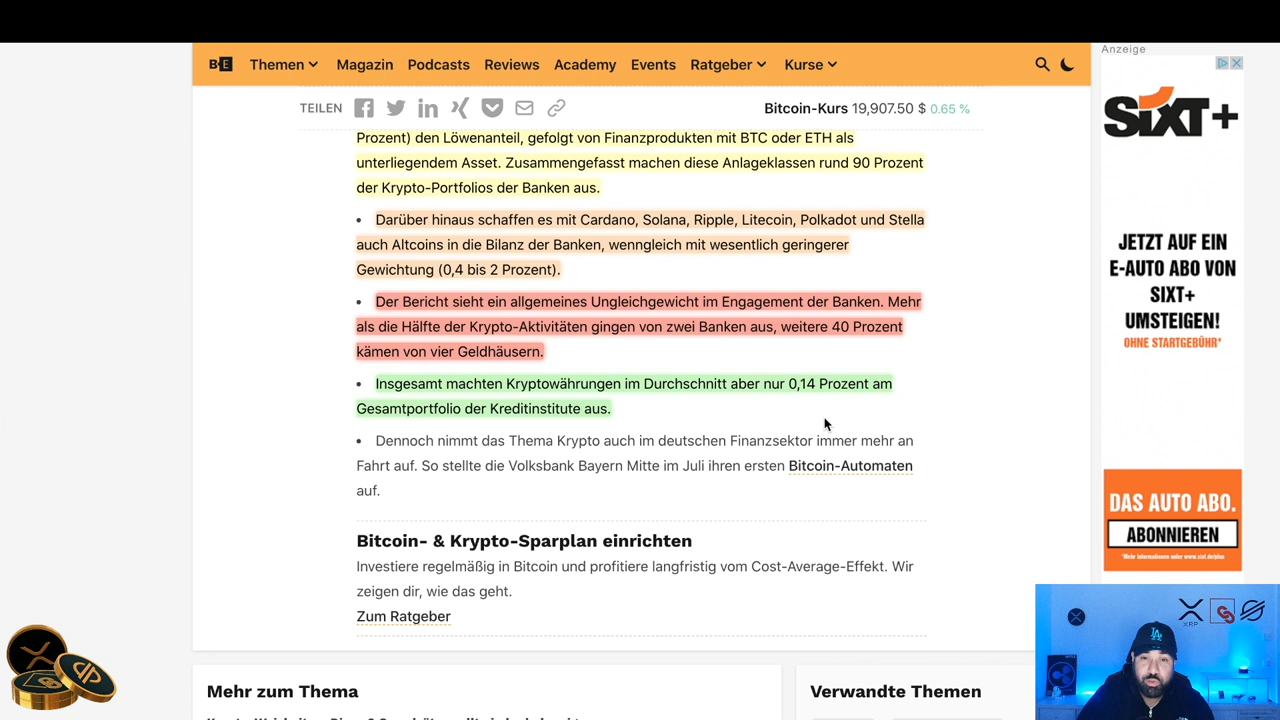 Anzeige
B-E Themen Magazin Podcasts Reviews Academy Events Ratgeber Kurse
TEILEN Bitcoin-Kurs 19,907.50 $ 0.65 %
Prozent) den Löwenanteil, gefolgt von Finanzprodukten mit BTC oder ETH als
unterliegendem Asset. Zusammengefasst machen diese Anlageklassen rund 90 Prozent
der Krypto-Portfolios der Banken aus.
• Darüber hinaus schaffen es mit Cardano, Solana, Ripple, Litecoin, Polkadot und Stella
auch Altcoins in die Bilanz der Banken, wenngleich mit wesentlich geringerer
Gewichtung (0,4 bis 2 Prozent).
• Der Bericht sieht ein allgemeines Ungleichgewicht im Engagement der Banken. Mehr
als die Hälfte der Krypto-Aktivitäten gingen von zwei Banken aus, weitere 40 Prozent
kämen von vier Geldhäusern.
• Insgesamt machten Kryptowährungen im Durchschnitt aber nur 0,14 Prozent am
Gesamtportfolio der Kreditinstitute aus.
• Dennoch nimmt das Thema Krypto auch im deutschen Finanzsektor immer mehr an
Fahrt auf. So stellte die Volksbank Bayern Mitte im Juli ihren ersten Bitcoin-Automaten
auf.
Bitcoin- & Krypto-Sparplan einrichten
Investiere regelmäßig in Bitcoin und profitiere langfristig vom Cost-Average-Effekt. Wir
zeigen dir, wie das geht.
Zum Ratgeber
Mehr zum Thema
Verwandte Themen
SIXT+
JETZT AUF EIN
E-AUTO ABO VON
SIXT+
UMSTEIGEN!
OHNE STARTGEBÜHR*
DAS AUTO ABO.
ABONNIEREN
*Mehr Informationen unter www.sixt.de/plus
XRP
LA